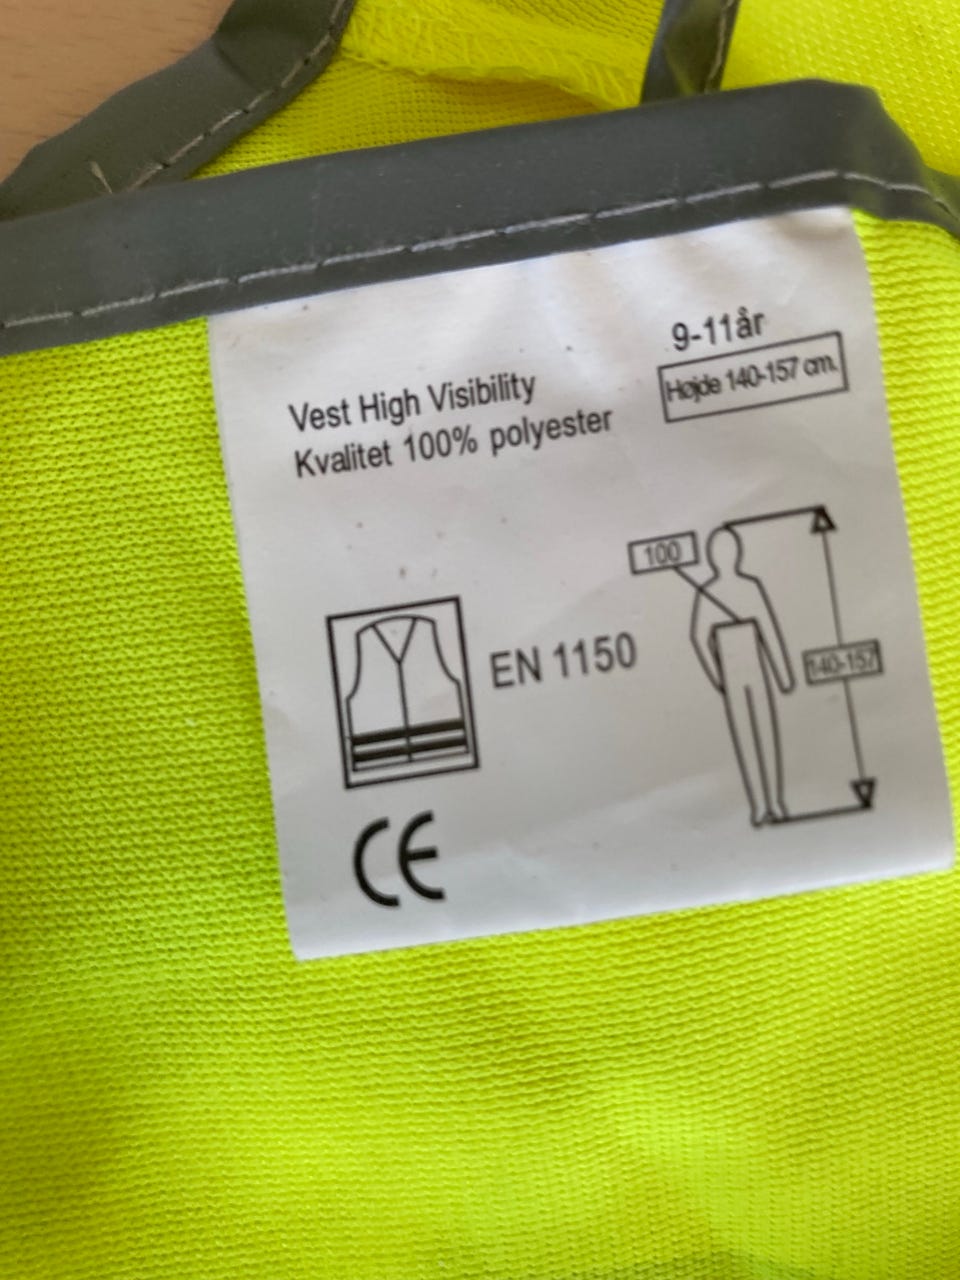 9-11år
Højde 140-157 cm.
Vest High Visibility
Kvalitet 100% polyester
100
EN 1150
140-157
CE